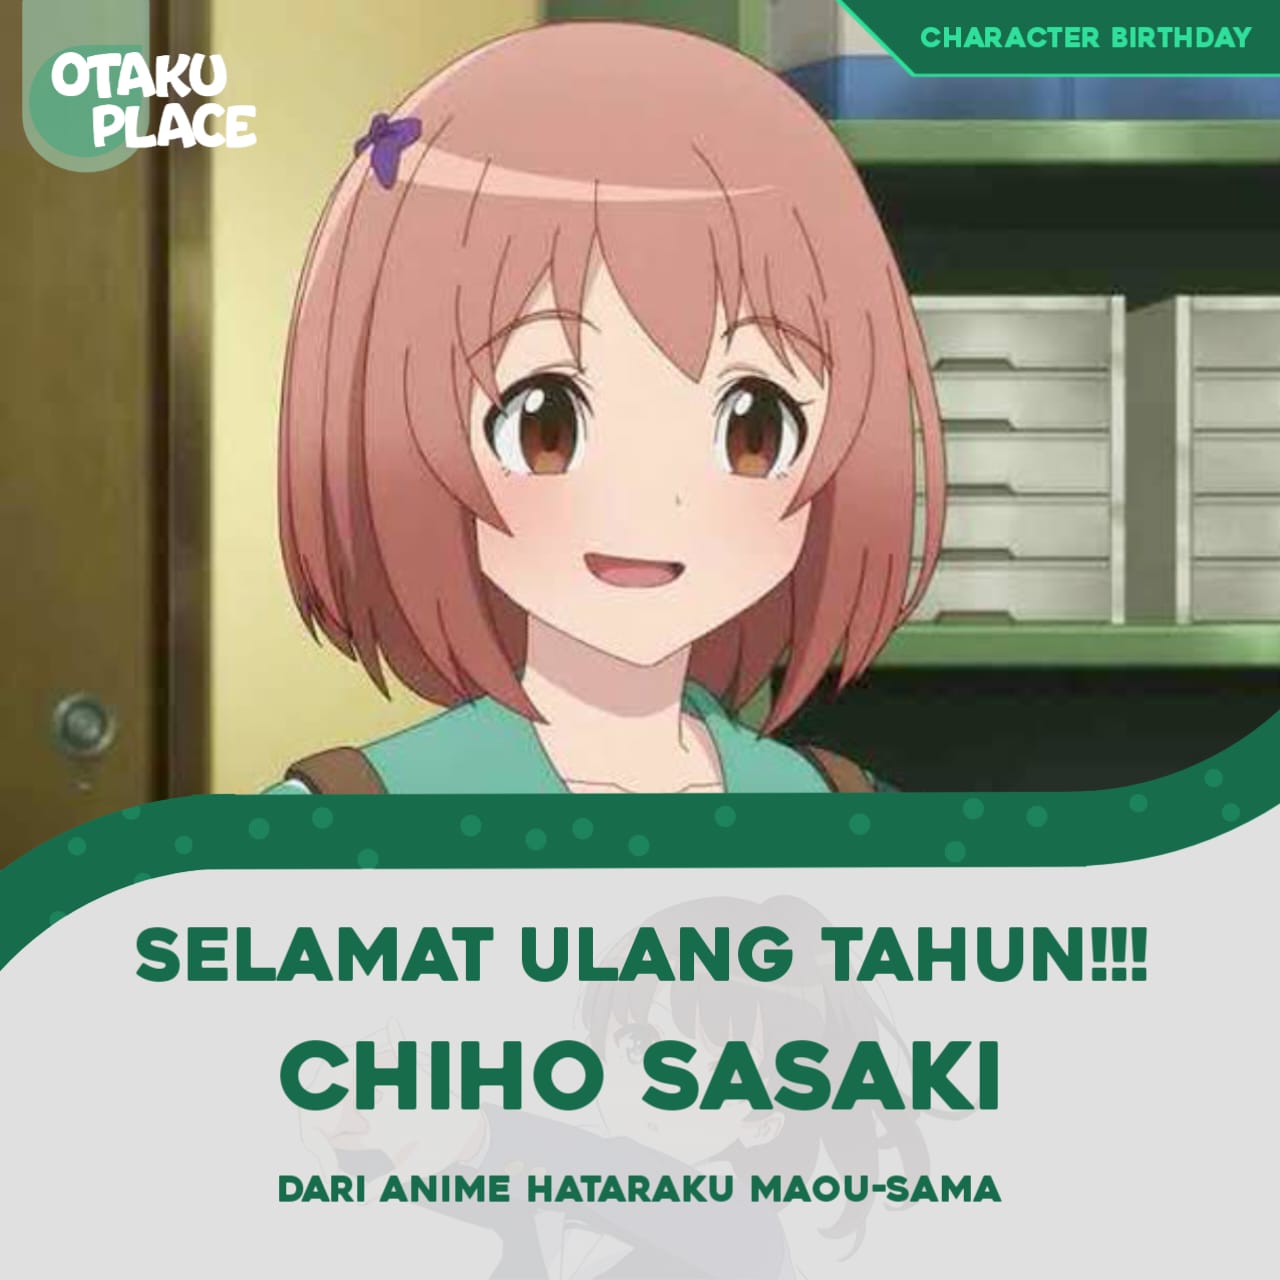 OTAKU
PLACE
CHARACTER BIRTHDAY
SELAMAT ULANG TAHUN!!!
CHIHO SASAKI
DARI ANIME HATARAKU MAOU-SAMA